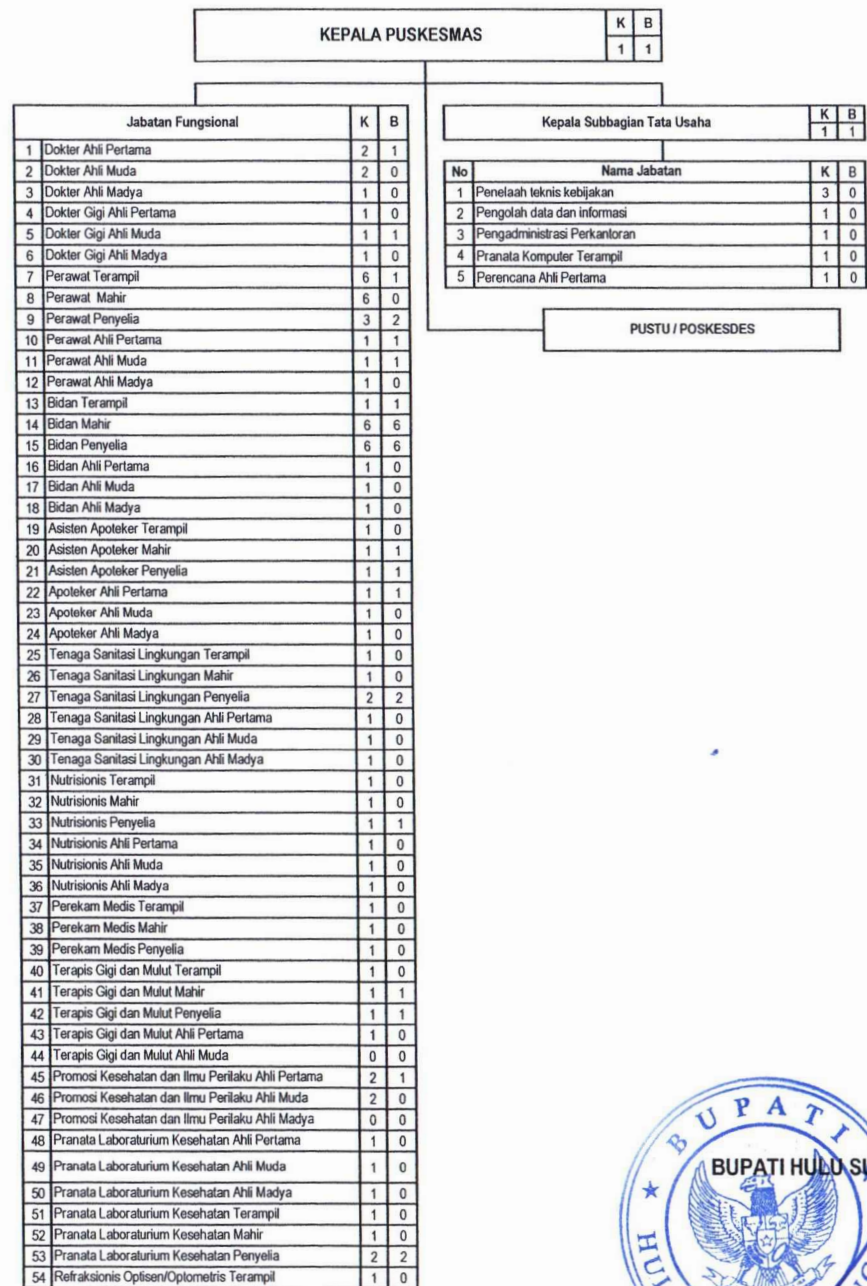 KEPALA PUSKESMAS K B
1 1
Jabatan Fungsional K B
1 Dokter Ahli Pertama 2 1
2 Dokter Ahli Muda 2 0
3 Dokter Ahli Madya 1 0
4 Dokter Gigi Ahli Pertama 1 0
5 Dokter Gigi Ahli Muda 1 1
6 Dokter Gigi Ahli Madya 1 0
7 Perawat Terampil 6 1
8 Perawat Mahir 6 0
9 Perawat Penyelia 3 2
10 Perawat Ahli Pertama 1 1
11 Perawat Ahli Muda 1 1
12 Perawat Ahli Madya 1 0
13 Bidan Terampil 1 1
14 Bidan Mahir 6 6
15 Bidan Penyelia 6 6
16 Bidan Ahli Pertama 1 0
17 Bidan Ahli Muda 1 0
18 Bidan Ahli Madya 1 0
19 Asisten Apoteker Terampil 1 0
20 Asisten Apoteker Mahir 1 1
21 Asisten Apoteker Penyelia 1 1
22 Apoteker Ahli Pertama 1 1
23 Apoteker Ahli Muda 1 0
24 Apoteker Ahli Madya 1 0
25 Tenaga Sanitasi Lingkungan Terampil 1 0
26 Tenaga Sanitasi Lingkungan Mahir 1 0
27 Tenaga Sanitasi Lingkungan Penyelia 2 2
28 Tenaga Sanitasi Lingkungan Ahli Pertama 1 0
29 Tenaga Sanitasi Lingkungan Ahli Muda 1 0
30 Tenaga Sanitasi Lingkungan Ahli Madya 1 0
31 Nutrisionis Terampil 1 0
32 Nutrisionis Mahir 1 0
33 Nutrisionis Penyelia 1 1
34 Nutrisionis Ahli Pertama 1 0
35 Nutrisionis Ahli Muda 1 0
36 Nutrisionis Ahli Madya 1 0
37 Perekam Medis Terampil 1 0
38 Perekam Medis Mahir 1 0
39 Perekam Medis Penyelia 1 0
40 Terapis Gigi dan Mulut Terampil 1 0
41 Terapis Gigi dan Mulut Mahir 1 1
42 Terapis Gigi dan Mulut Penyelia 1 1
43 Terapis Gigi dan Mulut Ahli Pertama 1 0
44 Terapis Gigi dan Mulut Ahli Muda 0 0
45 Promosi Kesehatan dan Ilmu Perilaku Ahli Pertama 2 1
46 Promosi Kesehatan dan Ilmu Perilaku Ahli Muda 2 0
47 Promosi Kesehatan dan Ilmu Perilaku Ahli Madya 0 0
48 Pranata Laboraturium Kesehatan Ahli Pertama 1 0
49 Pranata Laboraturium Kesehatan Ahli Muda 1 0
50 Pranata Laboraturium Kesehatan Ahli Madya 1 0
51 Pranata Laboraturium Kesehatan Terampil 1 0
52 Pranata Laboraturium Kesehatan Mahir 1 0
53 Pranata Laboraturium Kesehatan Penyelia 2 2
54 Refraksionis Optisen/Optometris Terampil 1 0
Kepala Subbagian Tata Usaha K B
1 1
No Nama Jabatan K B
1 Penelaah teknis kebijakan 3 0
2 Pengolah data dan informasi 1 0
3 Pengadministrasi Perkantoran 1 0
4 Pranata Komputer Terampil 1 0
5 Perencana Ahli Pertama 1 0
PUSTU / POSKESDES
BUPATI
BUPATI HULU